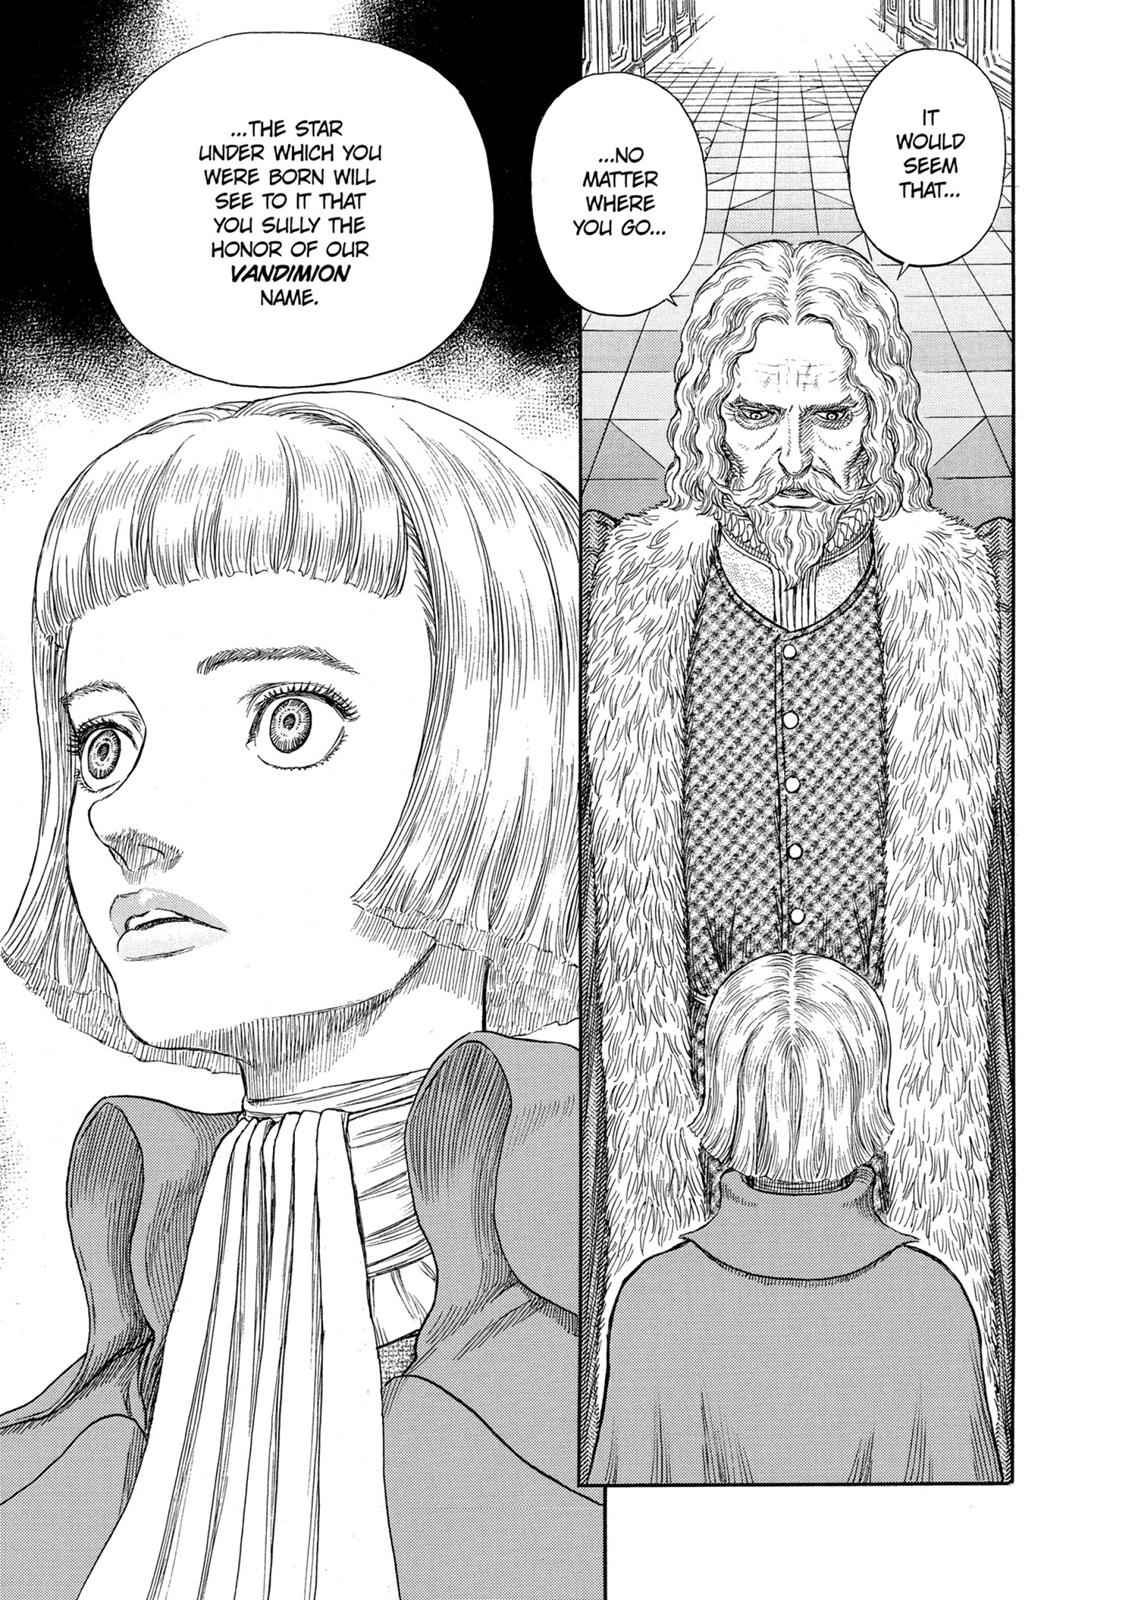 IT
WOULD
SEEM
THAT...
...NO
MATTER
WHERE
YOU GO...
...THE STAR
UNDER WHICH YOU
WERE BORN WILL
SEE TO IT THAT
YOU SULLY THE
HONOR OF OUR
VANDIMION
NAME.